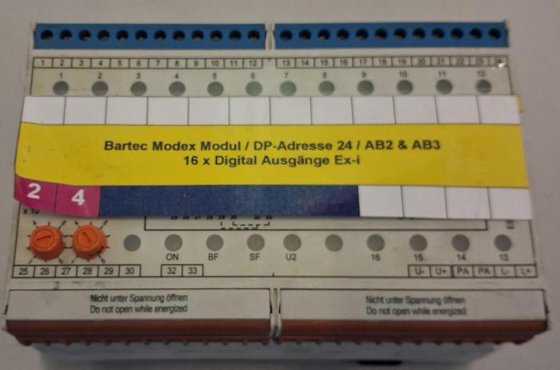 1 2 3 4 5 6 7 8 9 10 11 12 13 14 15 16 17 18 19 20 21 22 23
1 2 3 4 5 6 7 8 9 10 11 12
Bartec Modex Modul / DP-Adresse 24 / AB2 & AB3
16 x Digital Ausgänge Ex-i
2 4
x 10
ON BF SF U2 16 15 14 13
25 26 27 28 29 30 32 33 U- U+ PA PA L- L+
Nicht unter Spannung öffnen Nicht unter Spannung öffnen
Do not open while energized Do not open while energized